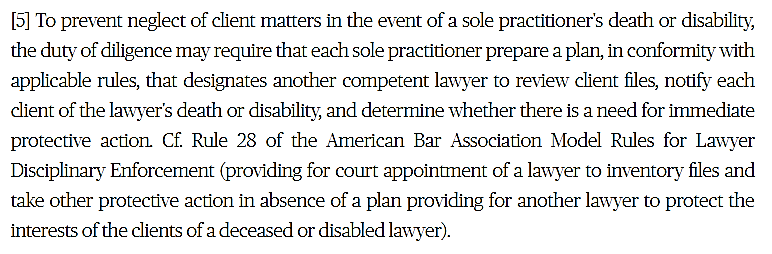 [5] To prevent neglect of client matters in the event of a sole practitioner's death or disability,
the duty of diligence may require that each sole practitioner prepare a plan, in conformity with
applicable rules, that designates another competent lawyer to review client files, notify each
client of the lawyer's death or disability, and determine whether there is a need for immediate
protective action. Cf. Rule 28 of the American Bar Association Model Rules for Lawyer
Disciplinary Enforcement (providing for court appointment of a lawyer to inventory files and
take other protective action in absence of a plan providing for another lawyer to protect the
interests of the clients of a deceased or disabled lawyer).